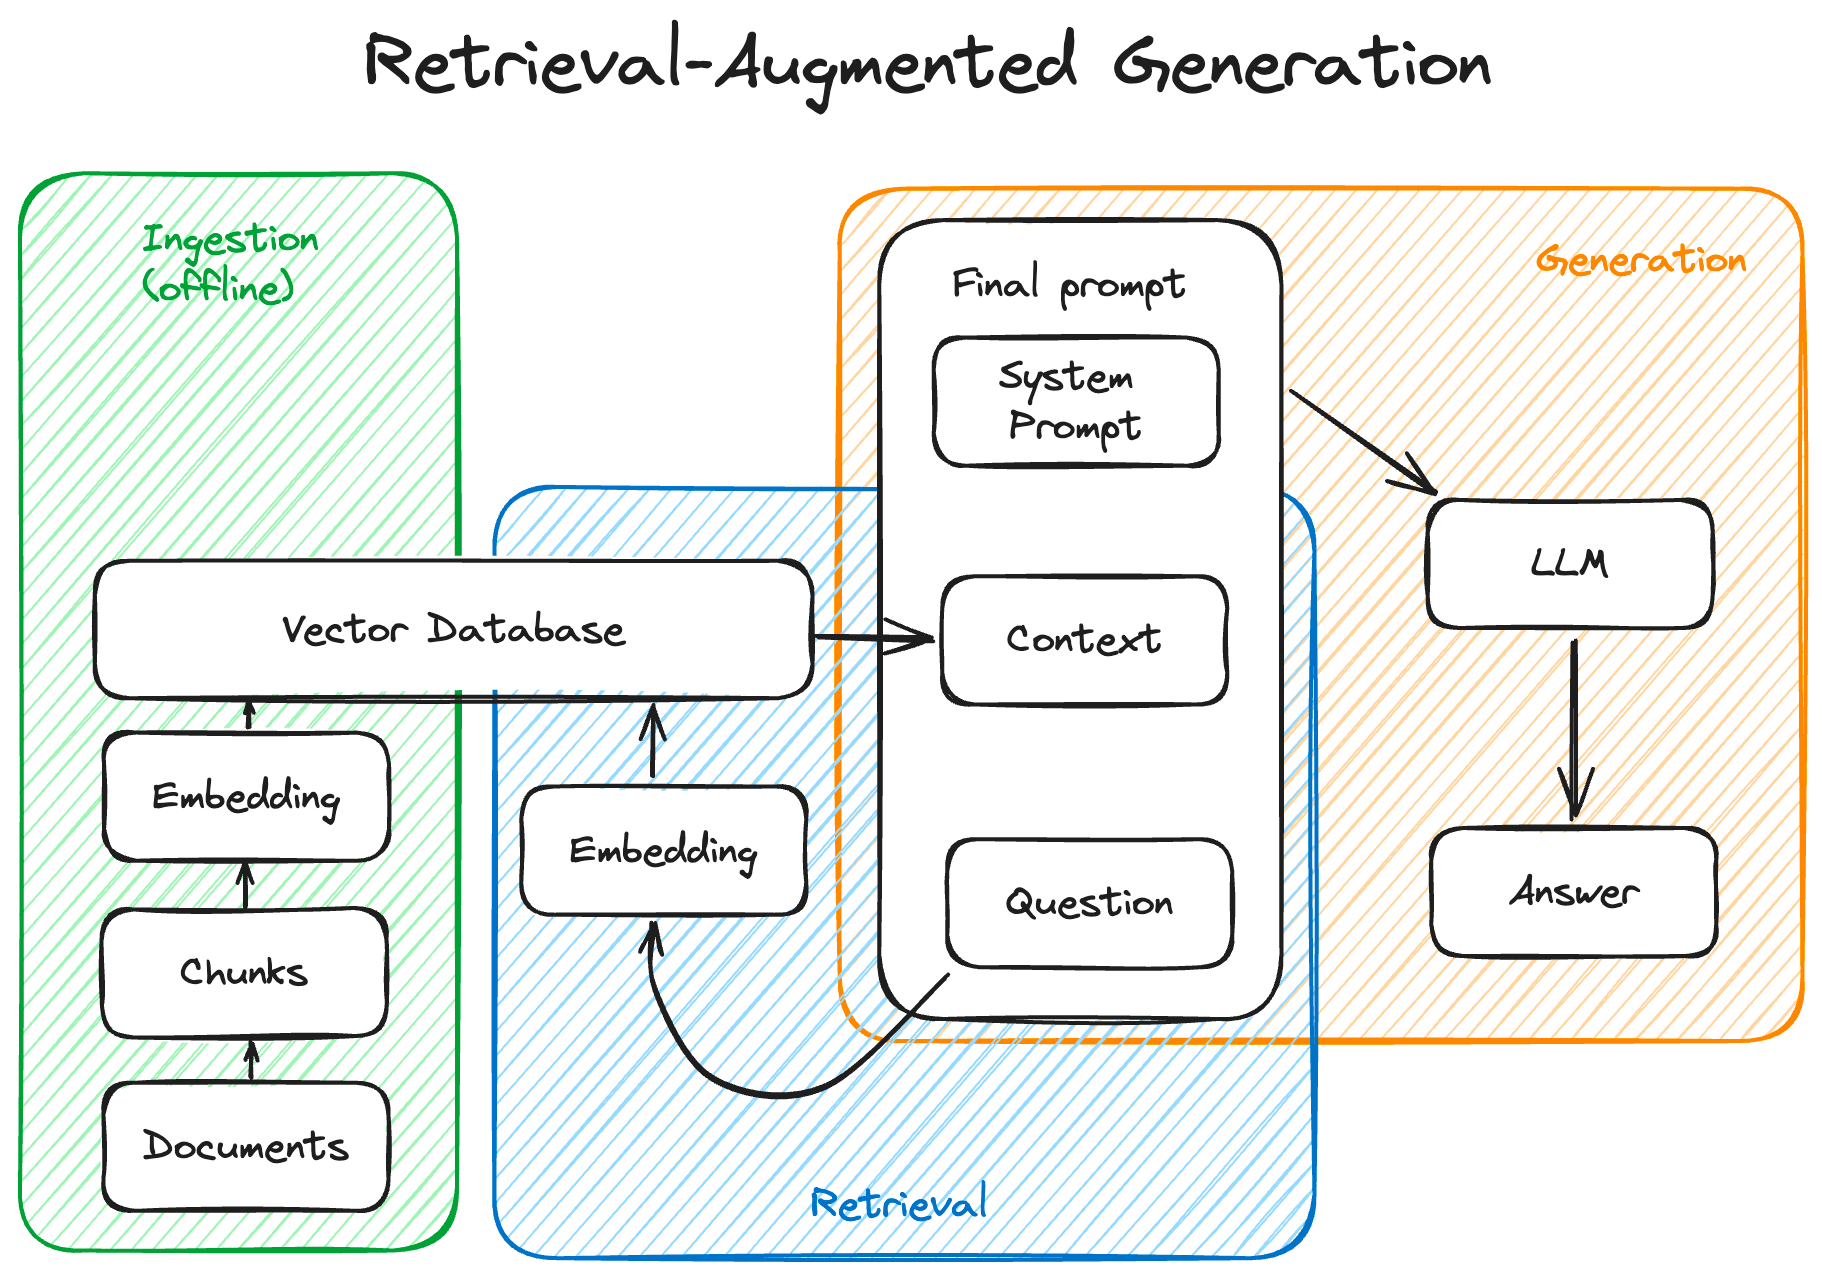 Retrieval-Augmented Generation
Ingestion
(offline)
Generation
Final prompt
System
Prompt
LLM
Vector Database
Context
Embedding
Embedding
Question
Answer
Chunks
Documents
Retrieval